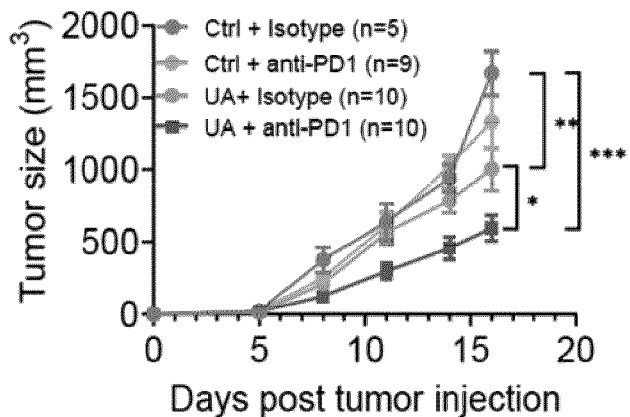 2000
1500
1000
500
0
Tumor size (mm³)
Ctrl + Isotype (n=5)
Ctrl + anti-PD1 (n=9)
UA+ Isotype (n=10)
UA + anti-PD1 (n=10)
**
***
*
0 5 10 15 20
Days post tumor injection